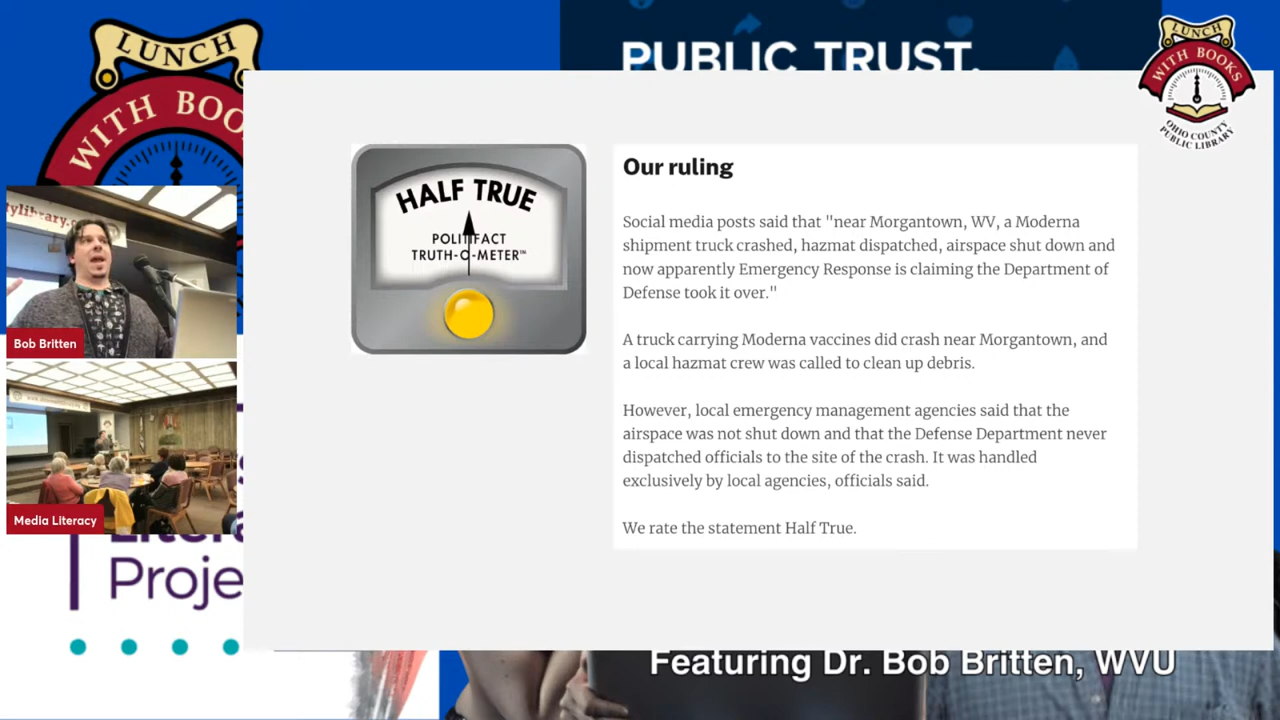 LUNCH
WITH BOO
PUBLIC TRUST.
LUNCH
WITH BOOKS
OHIO COUNTY
PUBLIC LIBRARY
HALF TRUE
POLITIFACT
TRUTH-O-METER™
Our ruling
Social media posts said that "near Morgantown, WV, a Moderna
shipment truck crashed, hazmat dispatched, airspace shut down and
now apparently Emergency Response is claiming the Department of
Defense took it over."
A truck carrying Moderna vaccines did crash near Morgantown, and
a local hazmat crew was called to clean up debris.
However, local emergency management agencies said that the
airspace was not shut down and that the Defense Department never
dispatched officials to the site of the crash. It was handled
exclusively by local agencies, officials said.
We rate the statement Half True.
tylibrary.o
Bob Britten
Media Literacy
Litera
Proje
Featuring Dr. Bob Britten, WVU